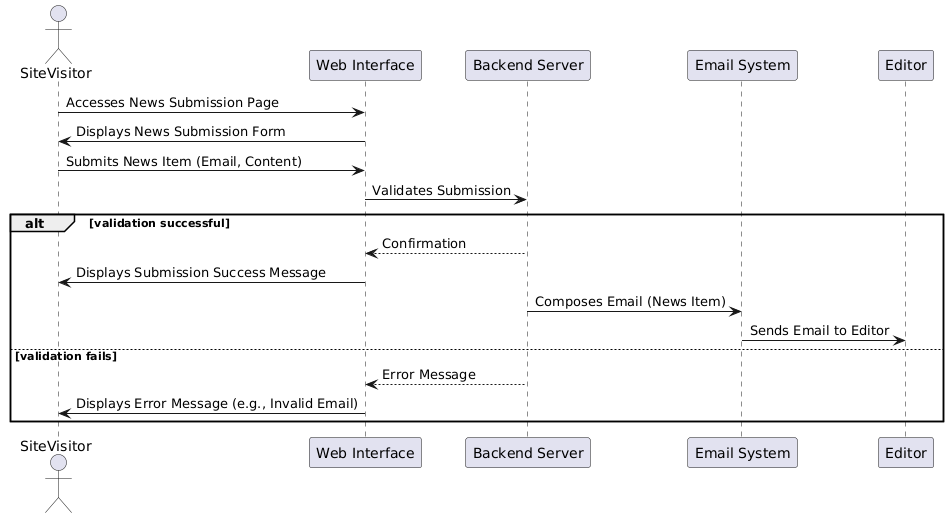 SiteVisitor
Web Interface
Backend Server
Email System
Editor
Accesses News Submission Page
Displays News Submission Form
Submits News Item (Email, Content)
Validates Submission
alt
[validation successful]
Confirmation
Displays Submission Success Message
Composes Email (News Item)
Sends Email to Editor
[validation fails]
Error Message
Displays Error Message (e.g., Invalid Email)
SiteVisitor
Web Interface
Backend Server
Email System
Editor